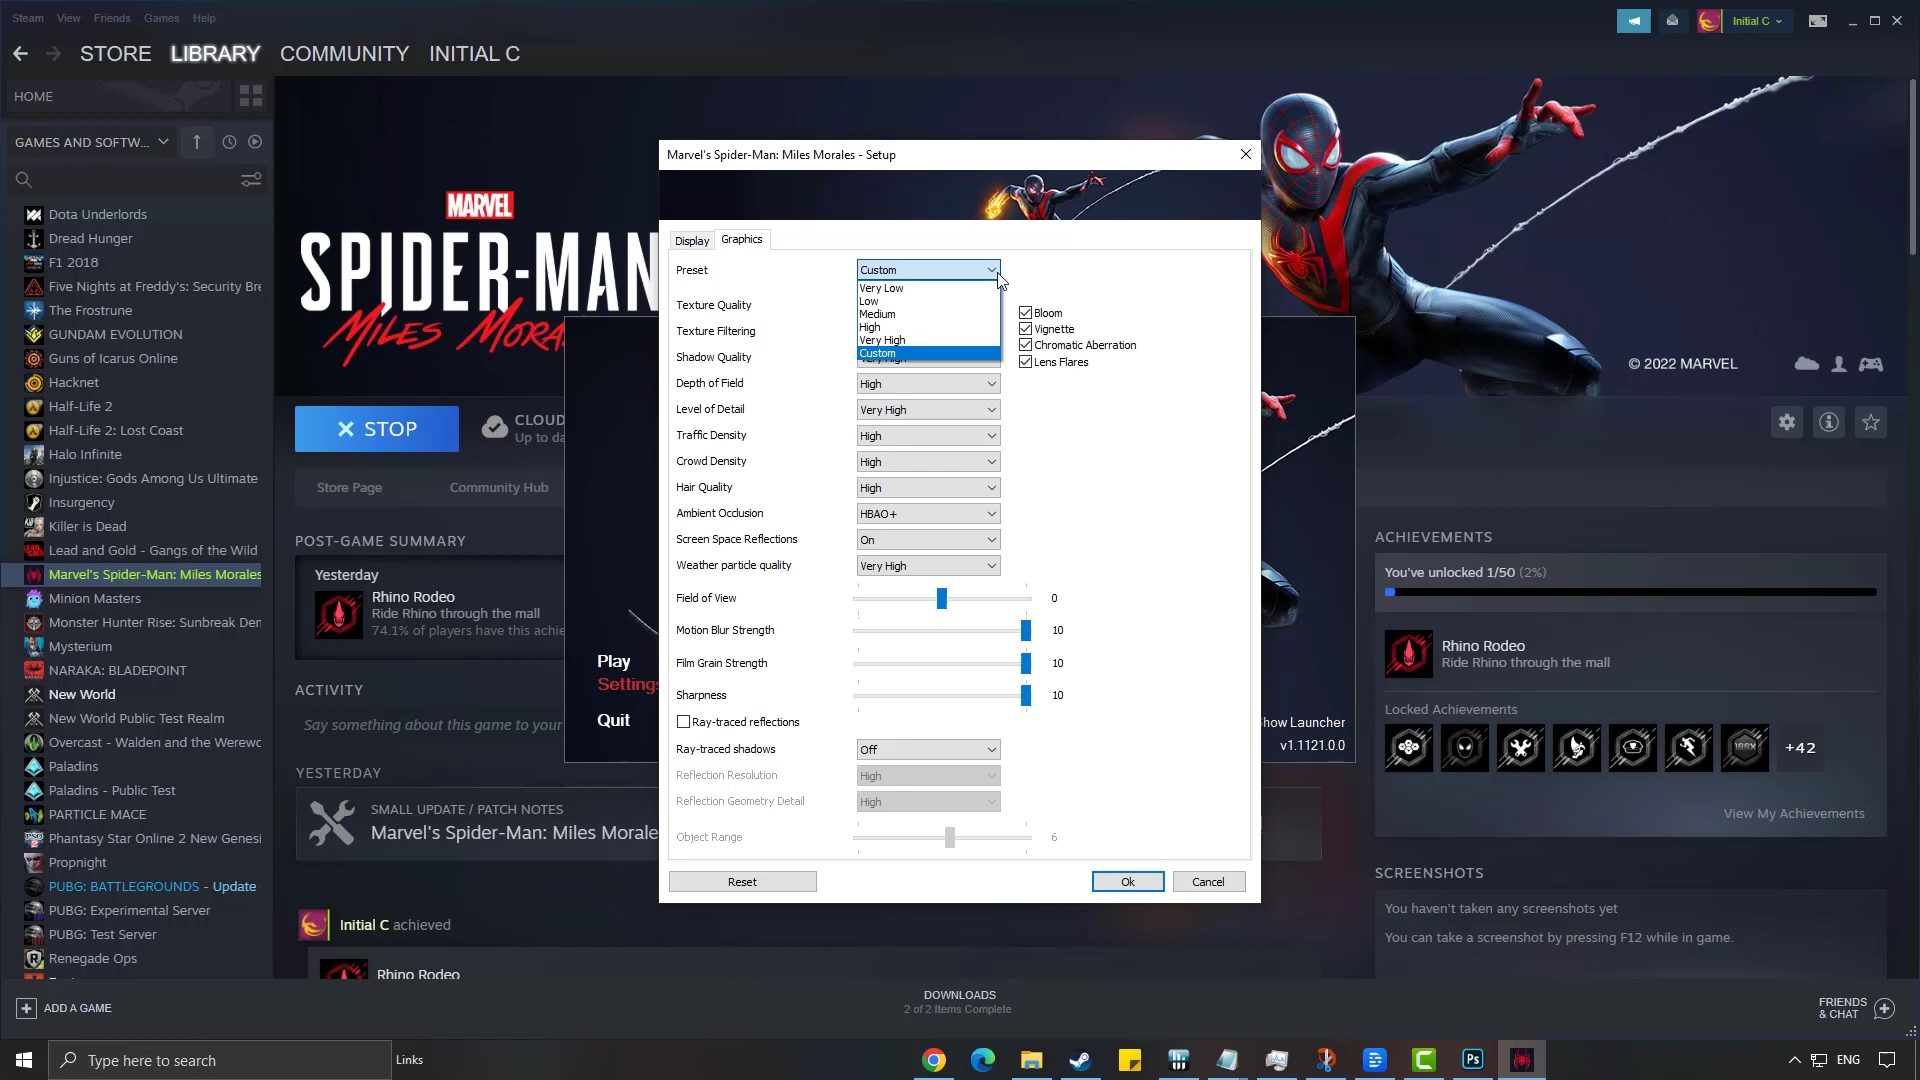 Steam View Friends Games Help
Initial C
STORE LIBRARY COMMUNITY INITIAL C
HOME
GAMES AND SOFTW...
Dota Underlords
Dread Hunger
F1 2018
Five Nights at Freddy's: Security Bre
The Frostrune
GUNDAM EVOLUTION
Guns of Icarus Online
Hacknet
Half-Life 2
Half-Life 2: Lost Coast
Halo Infinite
Injustice: Gods Among Us Ultimate
Insurgency
Killer is Dead
Lead and Gold - Gangs of the Wild
Marvel's Spider-Man: Miles Morales
Minion Masters
Monster Hunter Rise: Sunbreak Den
Mysterium
NARAKA: BLADEPOINT
New World
New World Public Test Realm
Overcast - Walden and the Werewo
Paladins
Paladins - Public Test
PARTICLE MACE
Phantasy Star Online 2 New Genesi
Propnight
PUBG: BATTLEGROUNDS - Update
PUBG: Experimental Server
PUBG: Test Server
Renegade Ops
ADD A GAME
MARVEL
SPIDER-MAN
MILES MORA
© 2022 MARVEL
STOP
CLOUD
Up to da
Store Page
Community Hub
POST-GAME SUMMARY
Yesterday
Rhino Rodeo
Ride Rhino through the mall
74.1% of players have this achie
ACTIVITY
Say something about this game to your
YESTERDAY
SMALL UPDATE / PATCH NOTES
Marvel's Spider-Man: Miles Morale
Initial C achieved
Rhino Rodeo
Play
Settings
Quit
Show Launcher
v1.1121.0.0
Marvel's Spider-Man: Miles Morales - Setup
Display Graphics
Preset Custom
Very Low
Low
Medium
High
Very High
Custom
Texture Quality
Texture Filtering
Shadow Quality Very High
Bloom
Vignette
Chromatic Aberration
Lens Flares
Depth of Field High
Level of Detail Very High
Traffic Density High
Crowd Density High
Hair Quality High
Ambient Occlusion HBAO+
Screen Space Reflections On
Weather particle quality Very High
Field of View 0
Motion Blur Strength 10
Film Grain Strength 10
Sharpness 10
Ray-traced reflections
Ray-traced shadows Off
Reflection Resolution High
Reflection Geometry Detail High
Object Range 6
Reset Ok Cancel
ACHIEVEMENTS
You've unlocked 1/50 (2%)
Rhino Rodeo
Ride Rhino through the mall
Locked Achievements
100%
+42
View My Achievements
SCREENSHOTS
You haven't taken any screenshots yet
You can take a screenshot by pressing F12 while in game.
DOWNLOADS
2 of 2 Items Complete
FRIENDS
& CHAT
Type here to search
Links
Ps
ENG